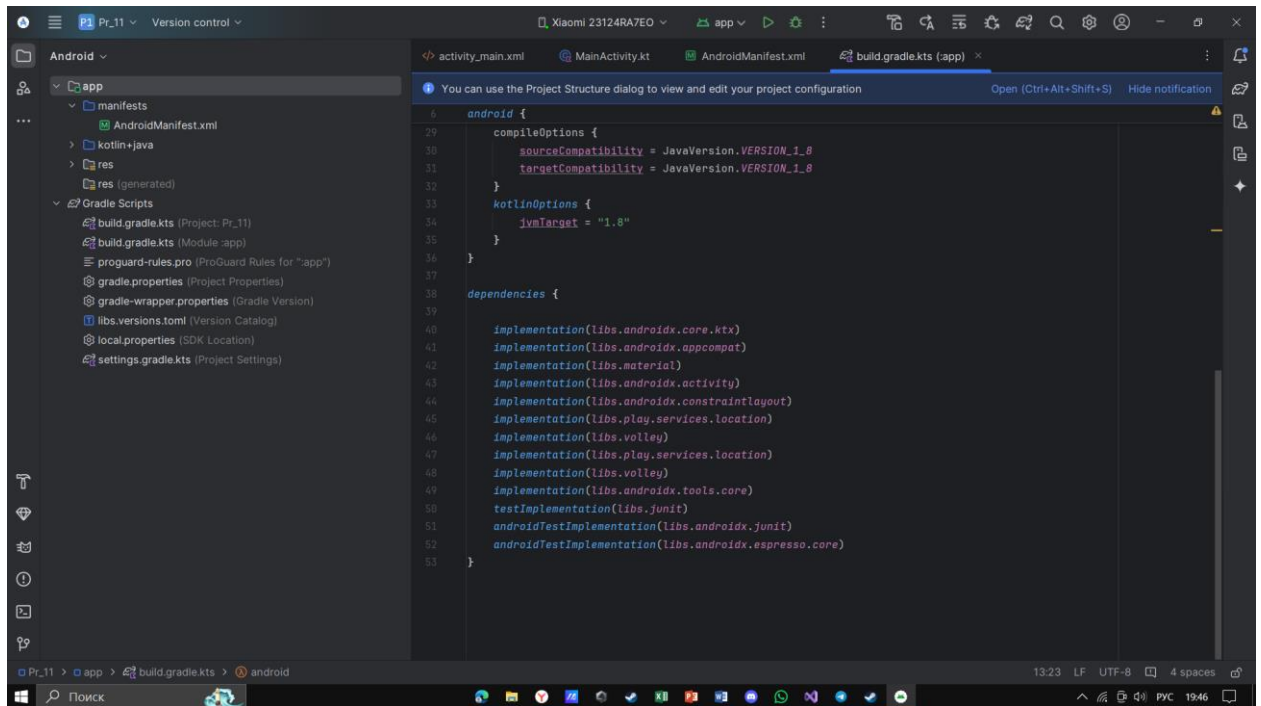 P1 Pr_11 Version control Xiaomi 23124RA7EO app
Android
activity_main.xml MainActivity.kt AndroidManifest.xml build.gradle.kts (:app)
app
manifests
AndroidManifest.xml
kotlin+java
res
res (generated)
Gradle Scripts
build.gradle.kts (Project: Pr_11)
build.gradle.kts (Module :app)
proguard-rules.pro (ProGuard Rules for ":app")
gradle.properties (Project Properties)
gradle-wrapper.properties (Gradle Version)
libs.versions.toml (Version Catalog)
local.properties (SDK Location)
settings.gradle.kts (Project Settings)
You can use the Project Structure dialog to view and edit your project configuration Open (Ctrl+Alt+Shift+S) Hide notification
6 android {
29 compileOptions {
30 sourceCompatibility = JavaVersion.VERSION_1_8
31 targetCompatibility = JavaVersion.VERSION_1_8
32 }
33 kotlinOptions {
34 jvmTarget = "1.8"
35 }
36 }
37
38 dependencies {
39
40 implementation(libs.androidx.core.ktx)
41 implementation(libs.androidx.appcompat)
42 implementation(libs.material)
43 implementation(libs.androidx.activity)
44 implementation(libs.androidx.constraintlayout)
45 implementation(libs.play.services.location)
46 implementation(libs.volley)
47 implementation(libs.play.services.location)
48 implementation(libs.volley)
49 implementation(libs.androidx.tools.core)
50 testImplementation(libs.junit)
51 androidTestImplementation(libs.androidx.junit)
52 androidTestImplementation(libs.androidx.espresso.core)
53 }
Pr_11 > app > build.gradle.kts > android 13:23 LF UTF-8 4 spaces
Поиск РУС 19:46